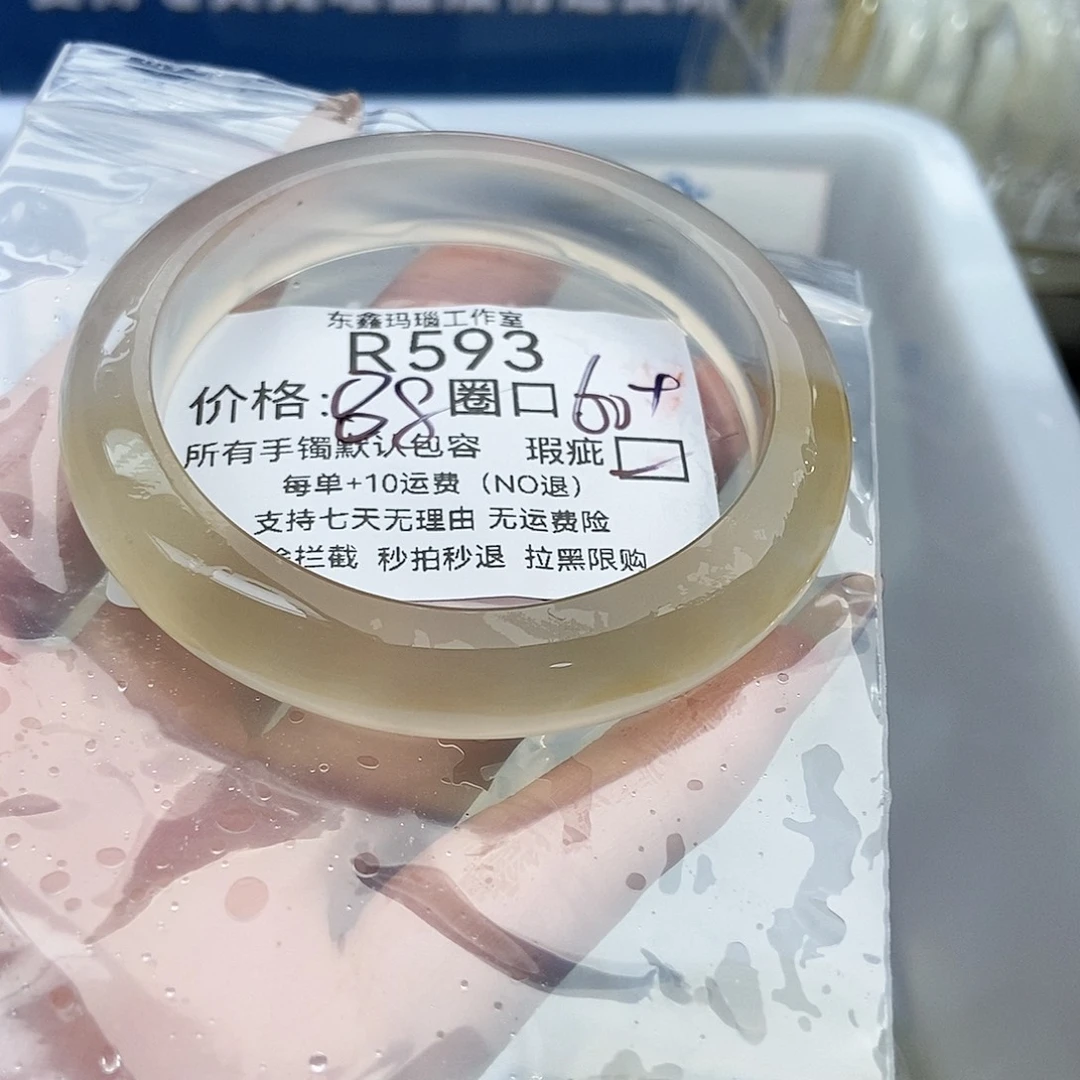 东鑫玛瑙工作室
R593
价格:88圈口60+
所有手镯默认包容 瑕疵
每单+10运费（NO退）
支持七天无理由 无运费险
拦截 秒拍秒退 拉黑限购